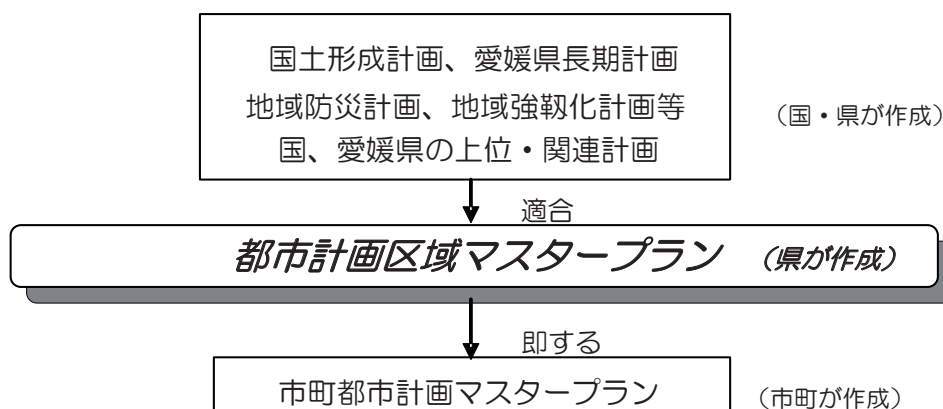 国土形成計画、愛媛県長期計画
地域防災計画、地域強靱化計画等
国、愛媛県の上位・関連計画
（国・県が作成）
適合
都市計画区域マスタープラン （県が作成）
即する
市町都市計画マスタープラン
（市町が作成）